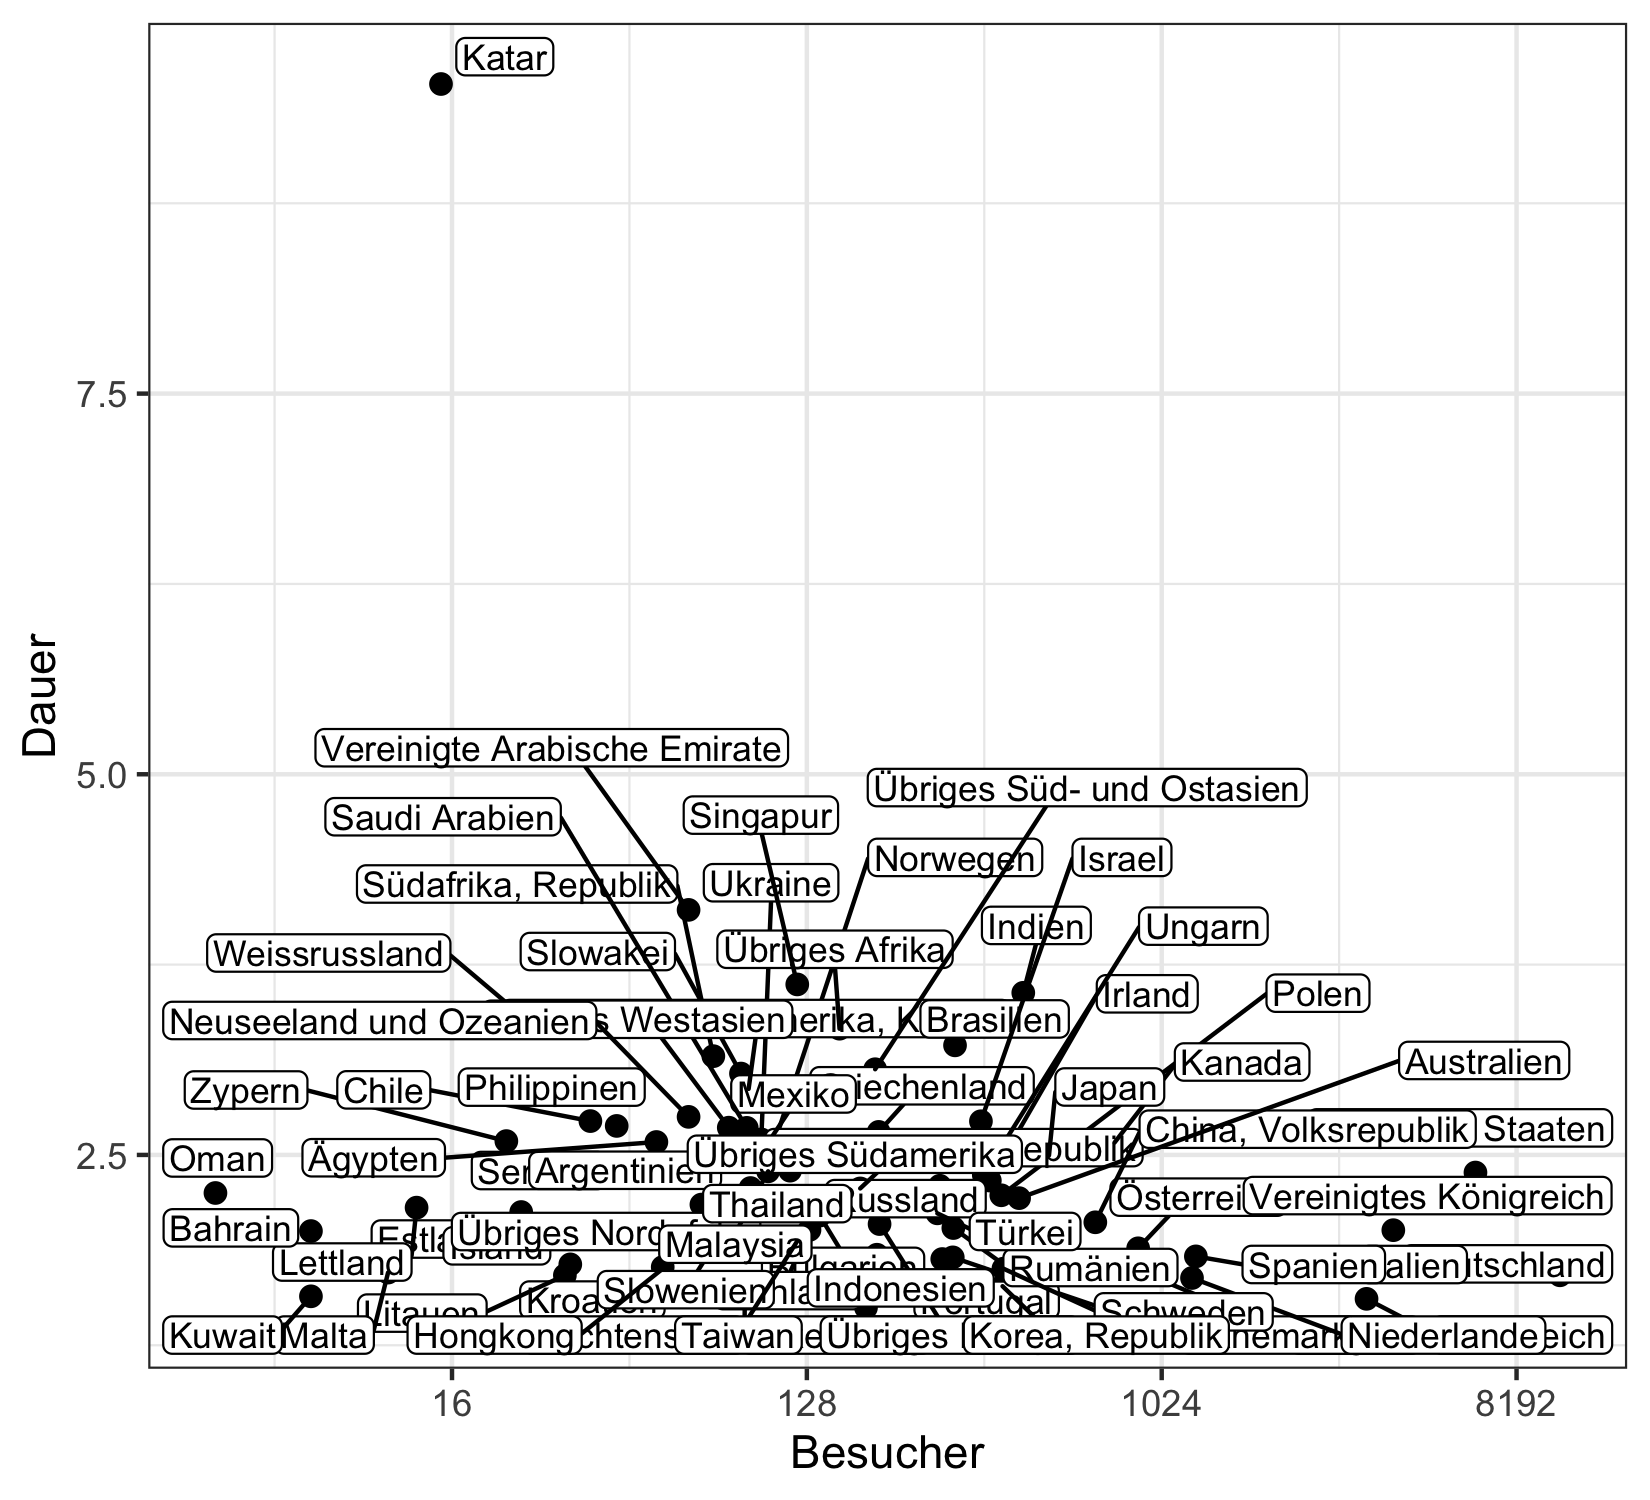 Katar
7.5
Dauer
Vereinigte Arabische Emirate
5.0
Übriges Süd- und Ostasien
Saudi Arabien
Singapur
Norwegen
Israel
Südafrika, Republik
Ukraine
Indien
Ungarn
Weissrussland
Slowakei
Übriges Afrika
Irland
Polen
Neuseeland und Ozeanien
Westasien
Brasilien
Kanada
Australien
Zypern
Chile
Philippinen
Mexiko
Japan
China, Volksrepublik
Staaten
2.5
Oman
Ägypten
Argentinien
Übriges Südamerika
Thailand
Vereinigtes Königreich
Bahrain
Türkei
Lettland
Malaysia
Rumänien
Spanien
Slowenien
Indonesien
Schweden
Kuwait
Malta
Hongkong
Taiwan
Übriges
Korea, Republik
Niederlande
16
128
1024
8192
Besucher